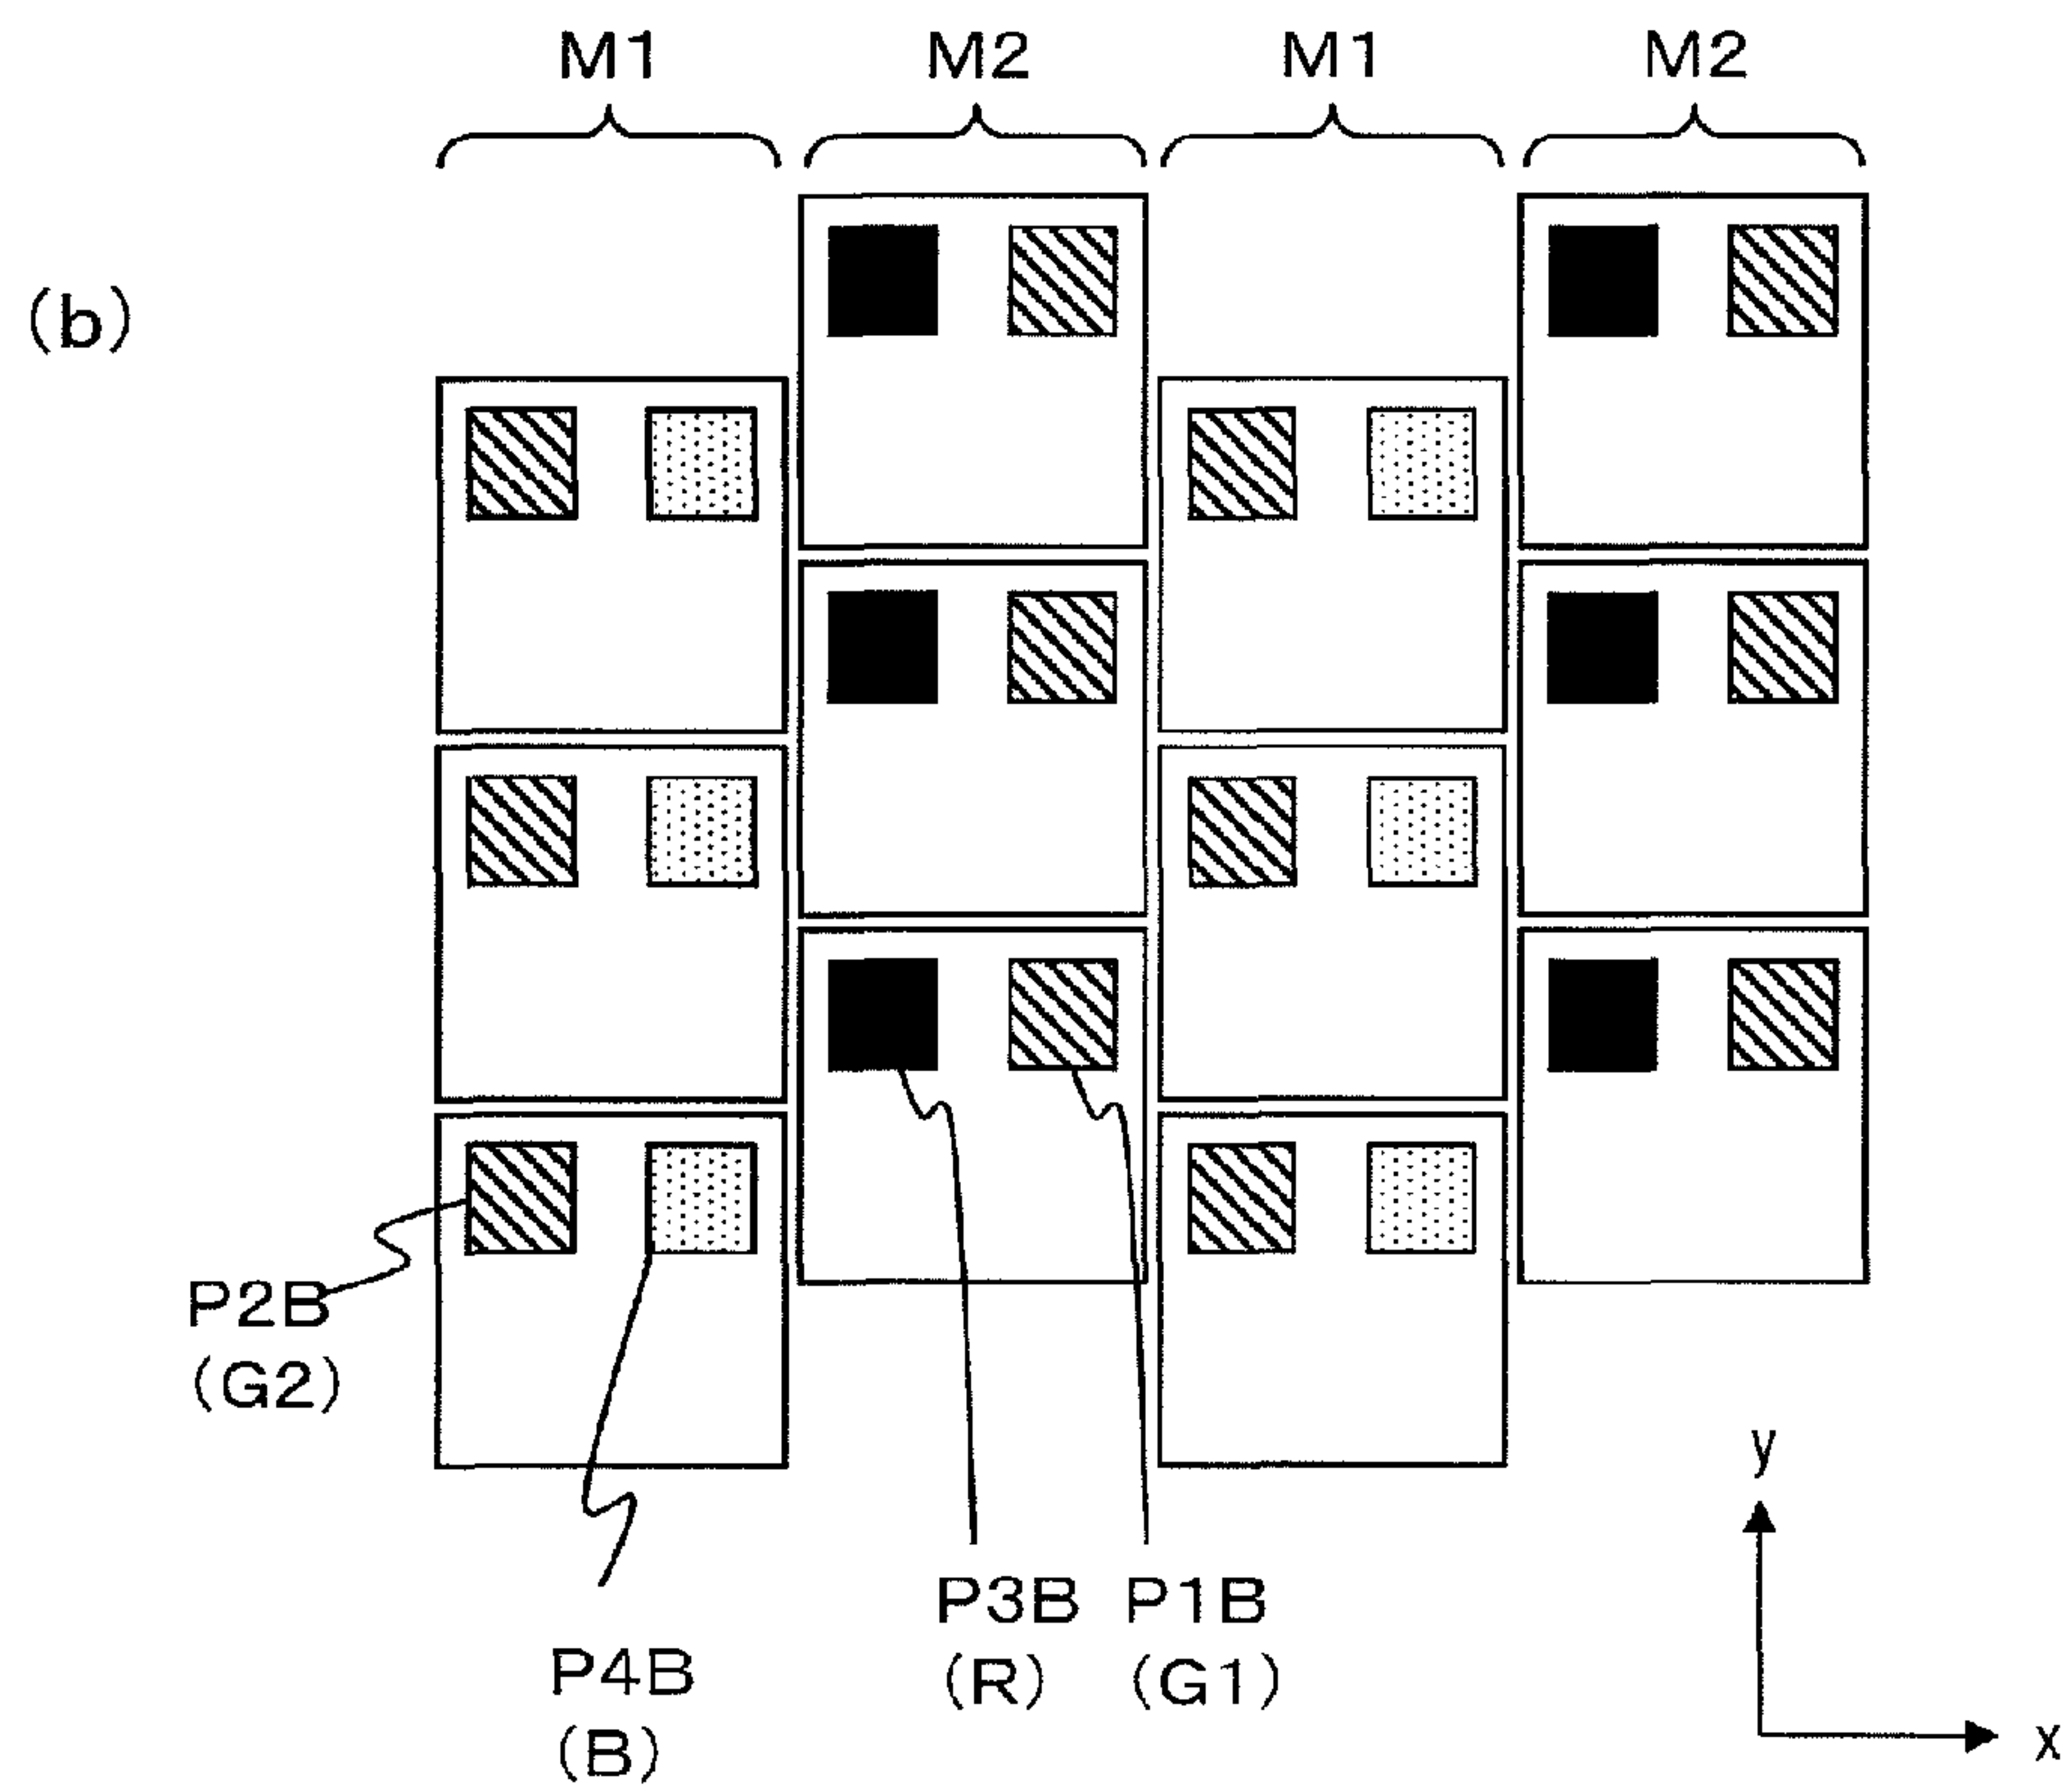 M1 M2 M1 M2
(b)
P2B
(G2)
y
P3B P1B
(R) (G1)
P4B
(B)
x